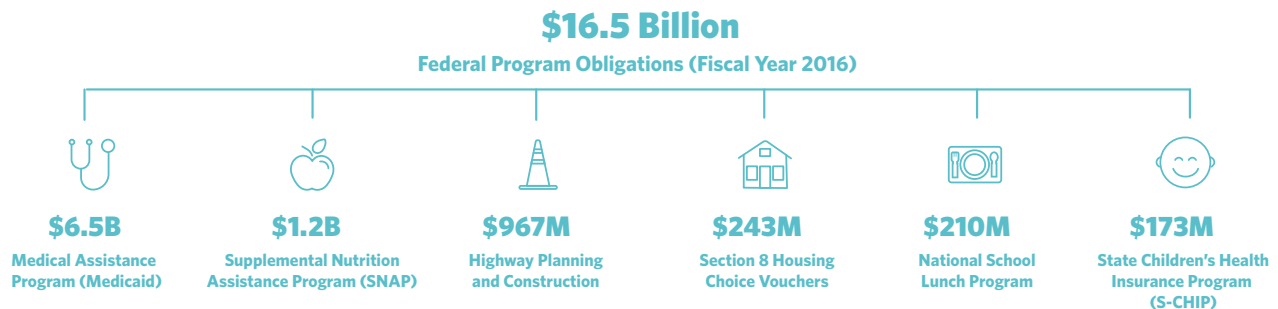 $16.5 Billion
Federal Program Obligations (Fiscal Year 2016)
$6.5B
Medical Assistance
Program (Medicaid)
$1.2B
Supplemental Nutrition
Assistance Program (SNAP)
$967M
Highway Planning
and Construction
$243M
Section 8 Housing
Choice Vouchers
$210M
National School
Lunch Program
$173M
State Children’s Health
Insurance Program
(S-CHIP)